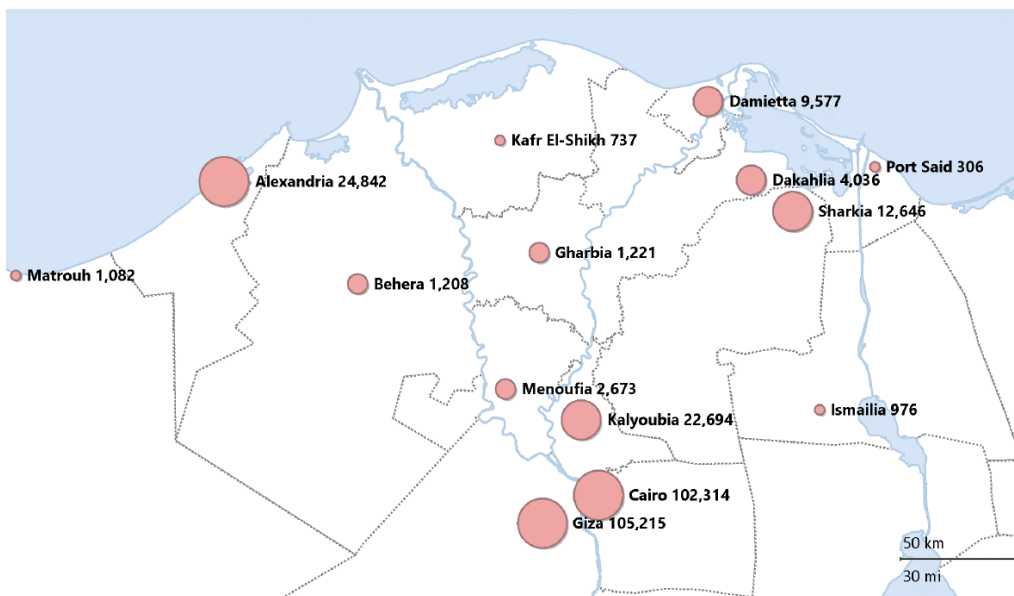 Damietta 9,577
Kafr El-Shikh 737
Port Said 306
Alexandria 24,842
Dakahlia 4,036
Sharkia 12,646
Gharbia 1,221
Matrouh 1,082
Behera 1,208
Menoufia 2,673
Kalyoubia 22,694
Ismailia 976
Cairo 102,314
Giza 105,215
50 km
30 mi